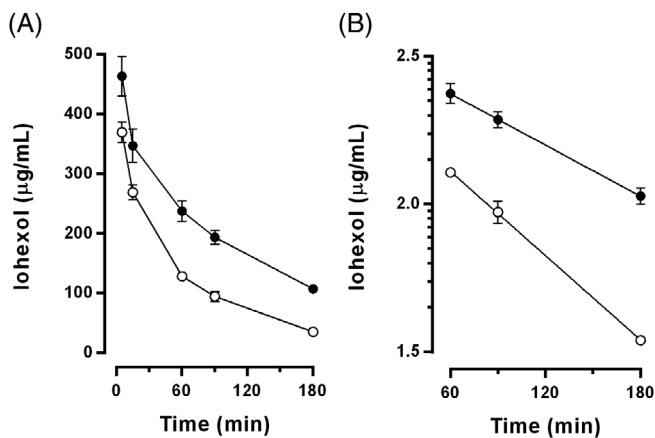 (A)
Iohexol (μg/mL)
500
400
300
200
100
0
0 60 120 180
Time (min)
(B)
Iohexol (μg/mL)
2.5
2.0
1.5
60 120 180
Time (min)